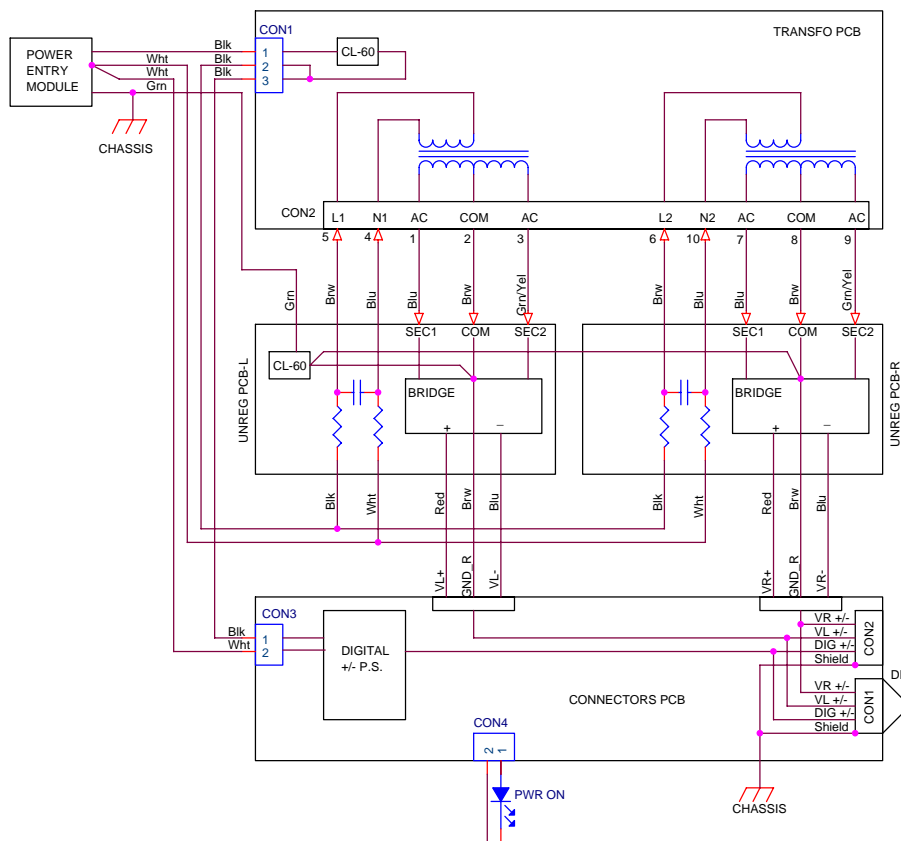 TRANSFO PCB
POWER
ENTRY
MODULE
Blk
Wht
Blk
Wht
Blk
Grn
CON1
1
2
3
CL-60
CHASSIS
CON2
L1 N1 AC COM AC L2 N2 AC COM AC
5 4 1 2 3 6 10 7 8 9
Grn
Brw Blu Blu Brw Grn/Yel Brw Blu Blu Brw Grn/Yel
SEC1 COM SEC2 SEC1 COM SEC2
CL-60
BRIDGE
+ –
BRIDGE
+ –
UNREG PCB-L
UNREG PCB-R
Blk Wht Red Brw Blu Blk Wht Red Brw Blu
VL+ GND_R VL- VR+ GND_R VR-
CON3
Blk
Wht
1
2
DIGITAL
+/- P.S.
VR +/-
VL +/-
DIG +/-
Shield
CON2
VR +/-
VL +/-
DIG +/-
Shield
CON1
CONNECTORS PCB
CON4
2 1
PWR ON
CHASSIS